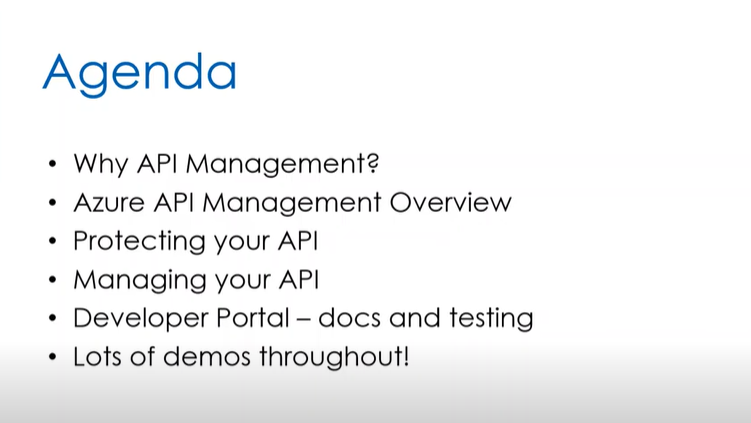 Agenda
• Why API Management?
• Azure API Management Overview
• Protecting your API
• Managing your API
• Developer Portal – docs and testing
• Lots of demos throughout!